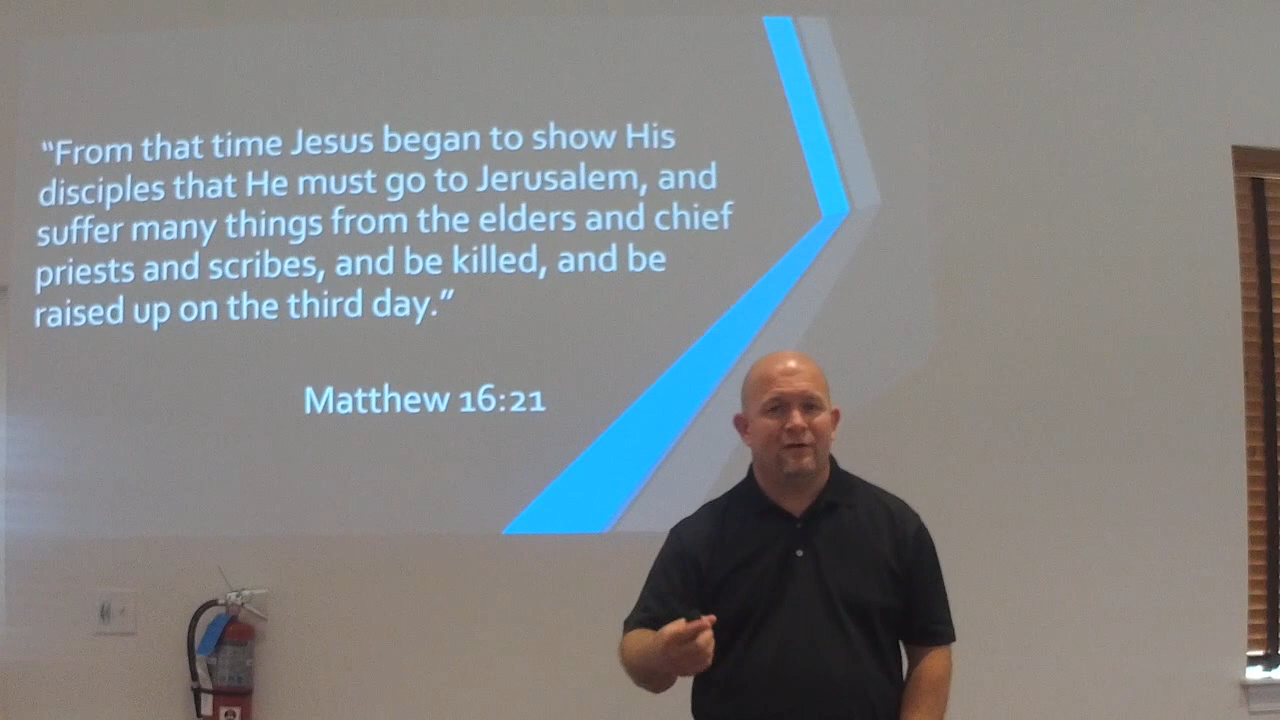 “From that time Jesus began to show His
disciples that He must go to Jerusalem, and
suffer many things from the elders and chief
priests and scribes, and be killed, and be
raised up on the third day.”
Matthew 16:21